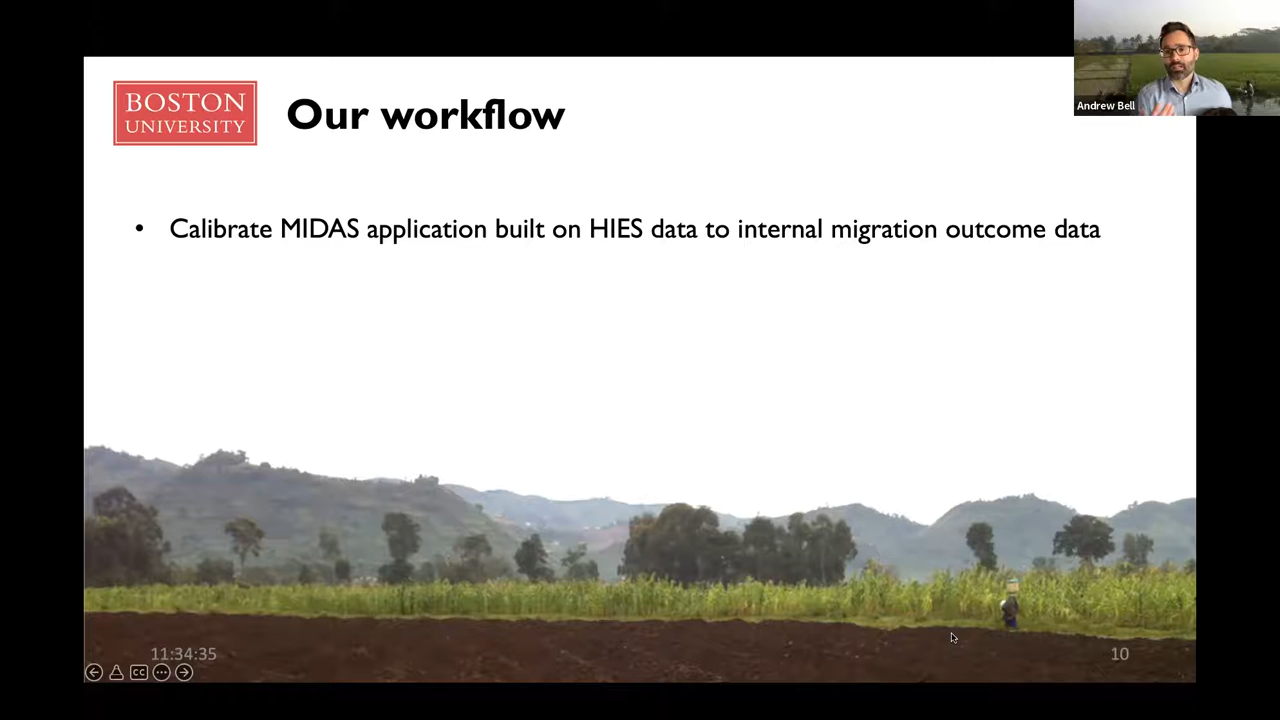 BOSTON
UNIVERSITY
Our workflow
Andrew Bell
• Calibrate MIDAS application built on HIES data to internal migration outcome data
11:34:35
10
CC